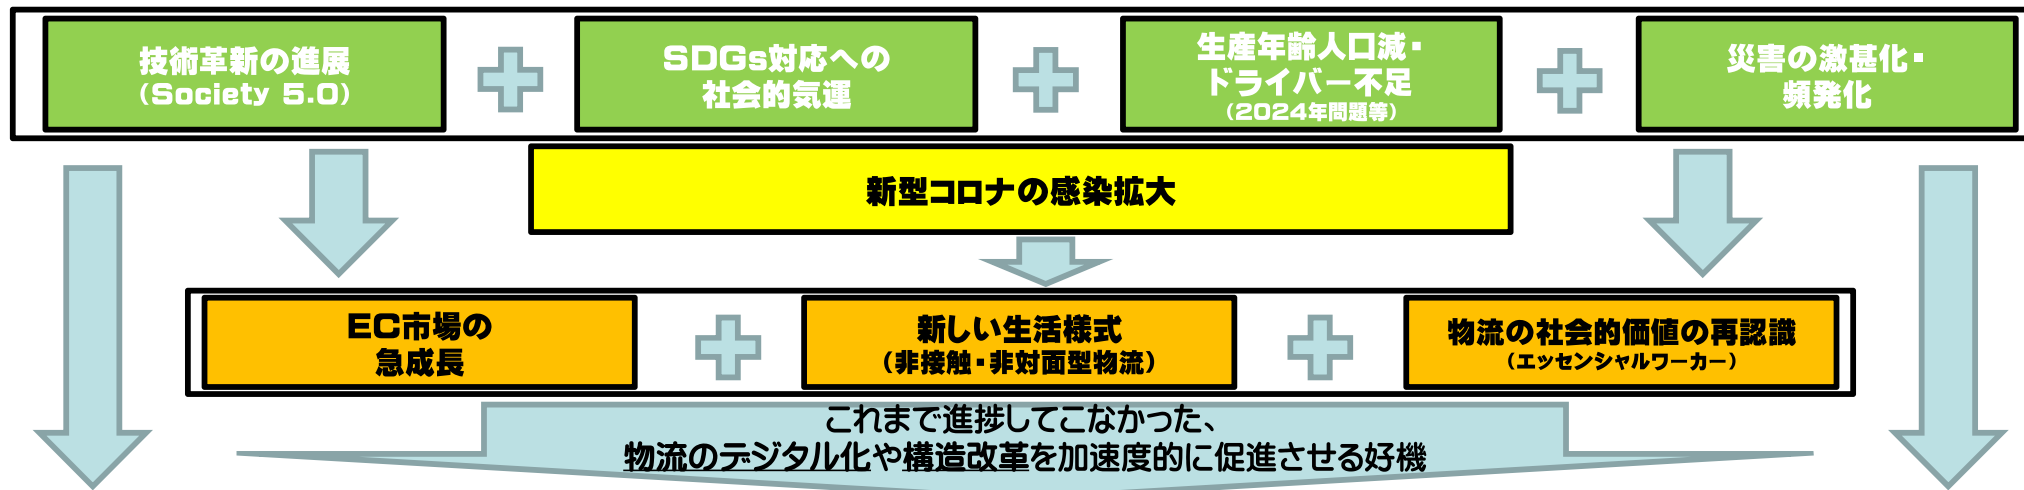 技術革新の進展
(Society 5.0)
SDGs対応への
社会的気運
生産年齢人口減・
ドライバー不足
(2024年問題等)
災害の激甚化・
頻発化
新型コロナの感染拡大
EC市場の
急成長
新しい生活様式
(非接触・非対面型物流)
物流の社会的価値の再認識
(エッセンシャルワーカー)
これまで進捗してこなかった、
物流のデジタル化や構造改革を加速度的に促進させる好機